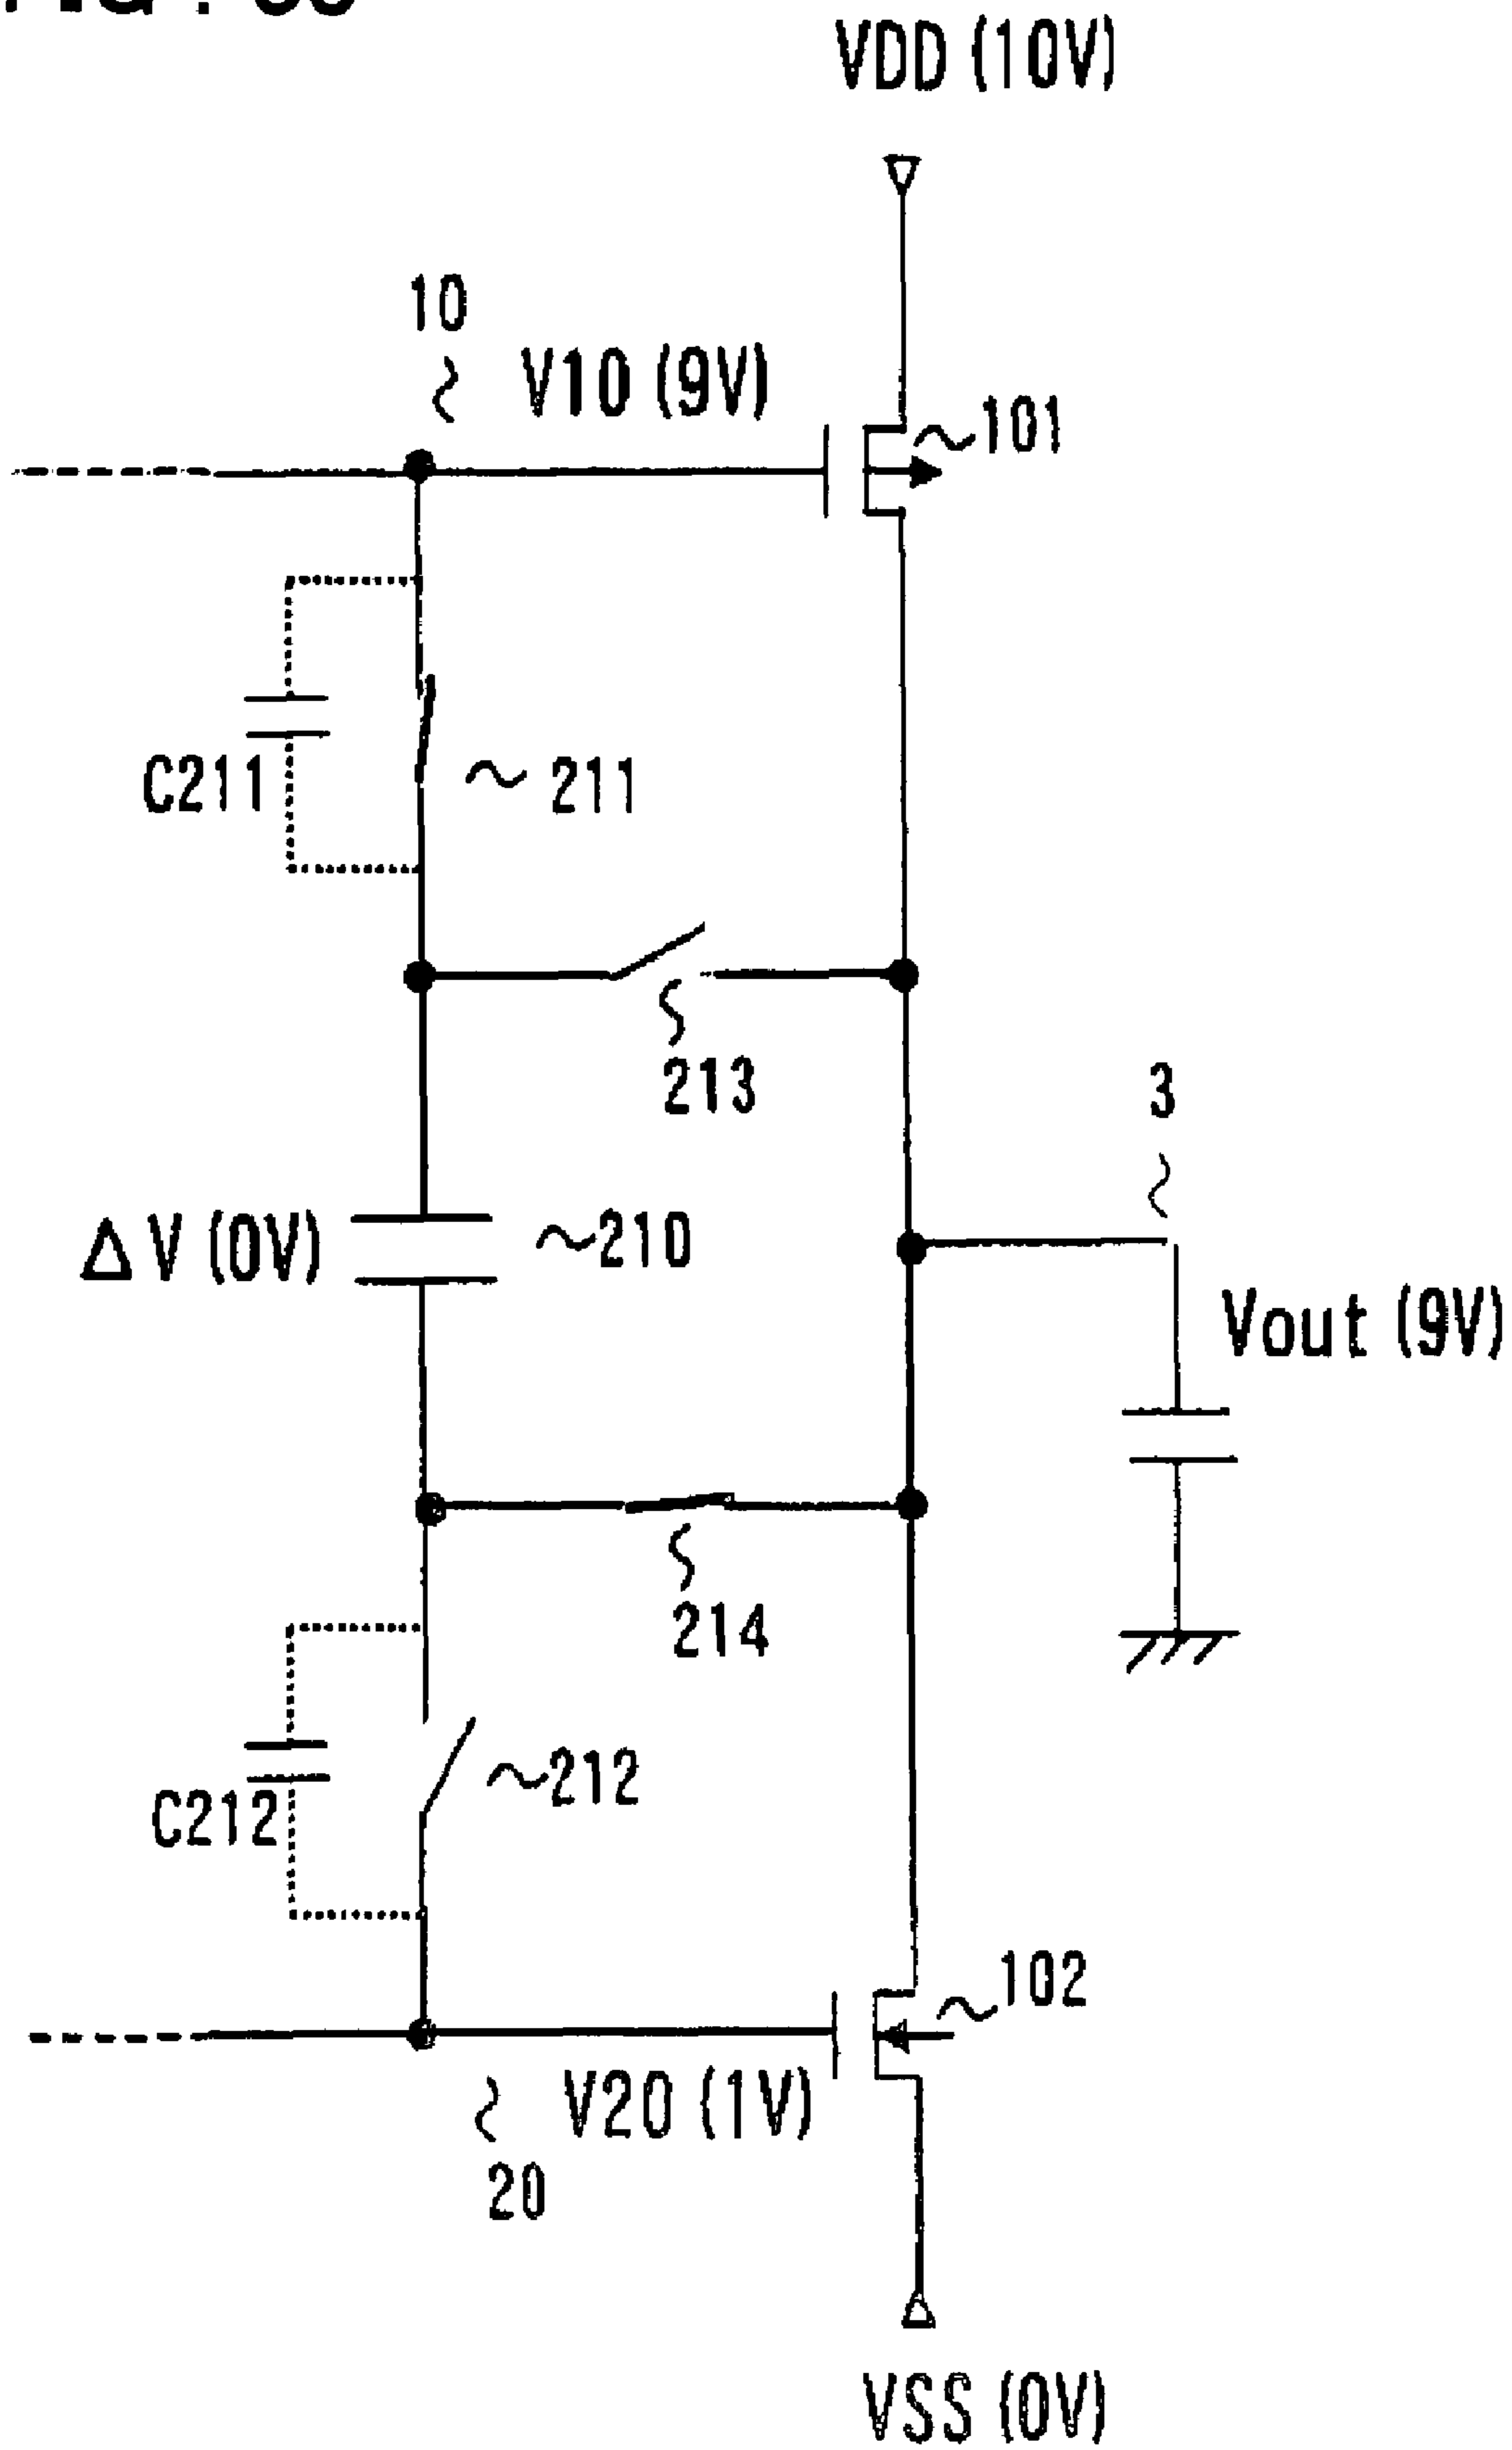 VDD (10V)
10
V10 (9V)
101
C211
211
213
3
ΔV (0V)
210
Vout (9V)
214
C212
212
102
V20 (1V)
20
VSS (0V)